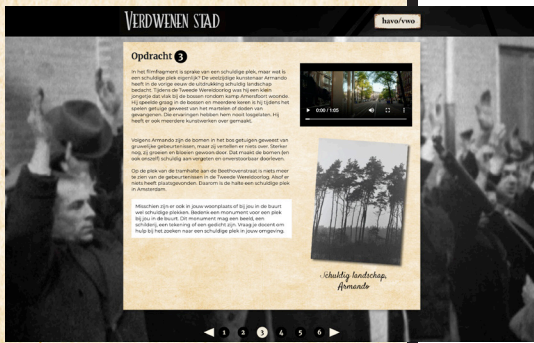 VERDWENEN STAD
havo/vwo
Opdracht 3
In het filmfragment is sprake van een schuldige plek, maar wat is
een schuldige plek eigenlijk? De veelzijdige kunstenaar Armando
heeft in de vorige eeuw de uitdrukking schuldig landschap
bedacht. Tijdens de Tweede Wereldoorlog was hij een klein
jongetje dat vlak bij de bossen rondom kamp Amersfoort woonde.
Hij speelde graag in de bossen en meerdere keren is hij tijdens het
spelen getuige geweest van het martelen of doden van
gevangenen. Die ervaringen hebben hem nooit losgelaten. Hij
heeft er ook meerdere kunstwerken over gemaakt.
Volgens Armando zijn de bomen in het bos getuigen geweest van
gruwelijke gebeurtenissen, maar zij vertellen er niets over. Sterker
nog, zij groeien en bloeien gewoon door. Dat maakt de bomen (en
ook onszelf) schuldig aan vergeten en onverstoorbaar doorleven.
Op de plek van de tramhalte aan de Beethovenstraat is niets meer
te zien van de gebeurtenissen in de Tweede Wereldoorlog. Alsof er
niets heeft plaatsgevonden. Daarom is de halte een schuldige plek
in Amsterdam.
Misschien zijn er ook in jouw woonplaats of bij jou in de buurt
wel schuldige plekken. Bedenk een monument voor een plek
bij jou in de buurt. Dit monument mag een beeld, een
schilderij, een tekening of een gedicht zijn. Vraag je docent om
hulp bij het zoeken naar een schuldige plek in jouw omgeving.
0:00 / 1:05
Schuldig landschap,
Armando
1 2 3 4 5 6